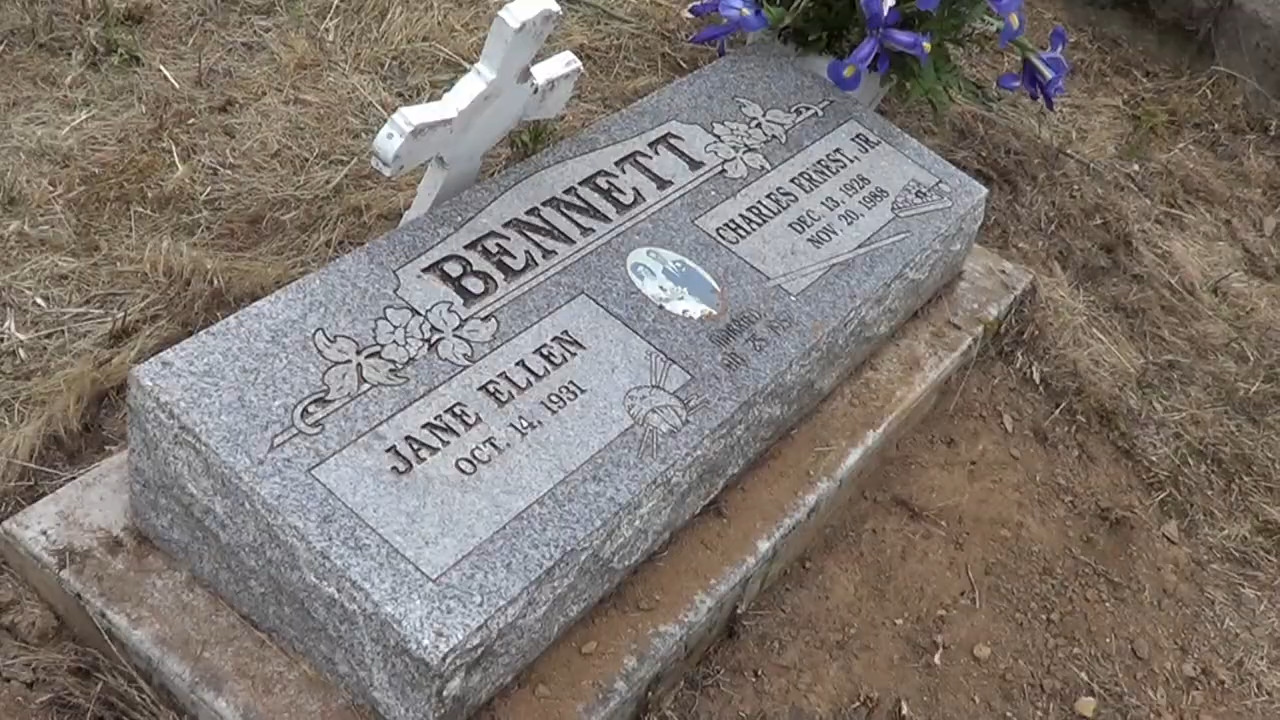 BENNETT
JANE ELLEN
OCT. 14, 1931
CHARLES ERNEST, JR.
DEC. 13, 1928
NOV. 20, 1988
MARRIED